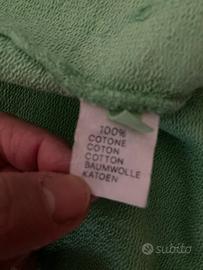 100%
COTONE
COTON
COTTON
BAUMWOLLE
KATOEN
subito